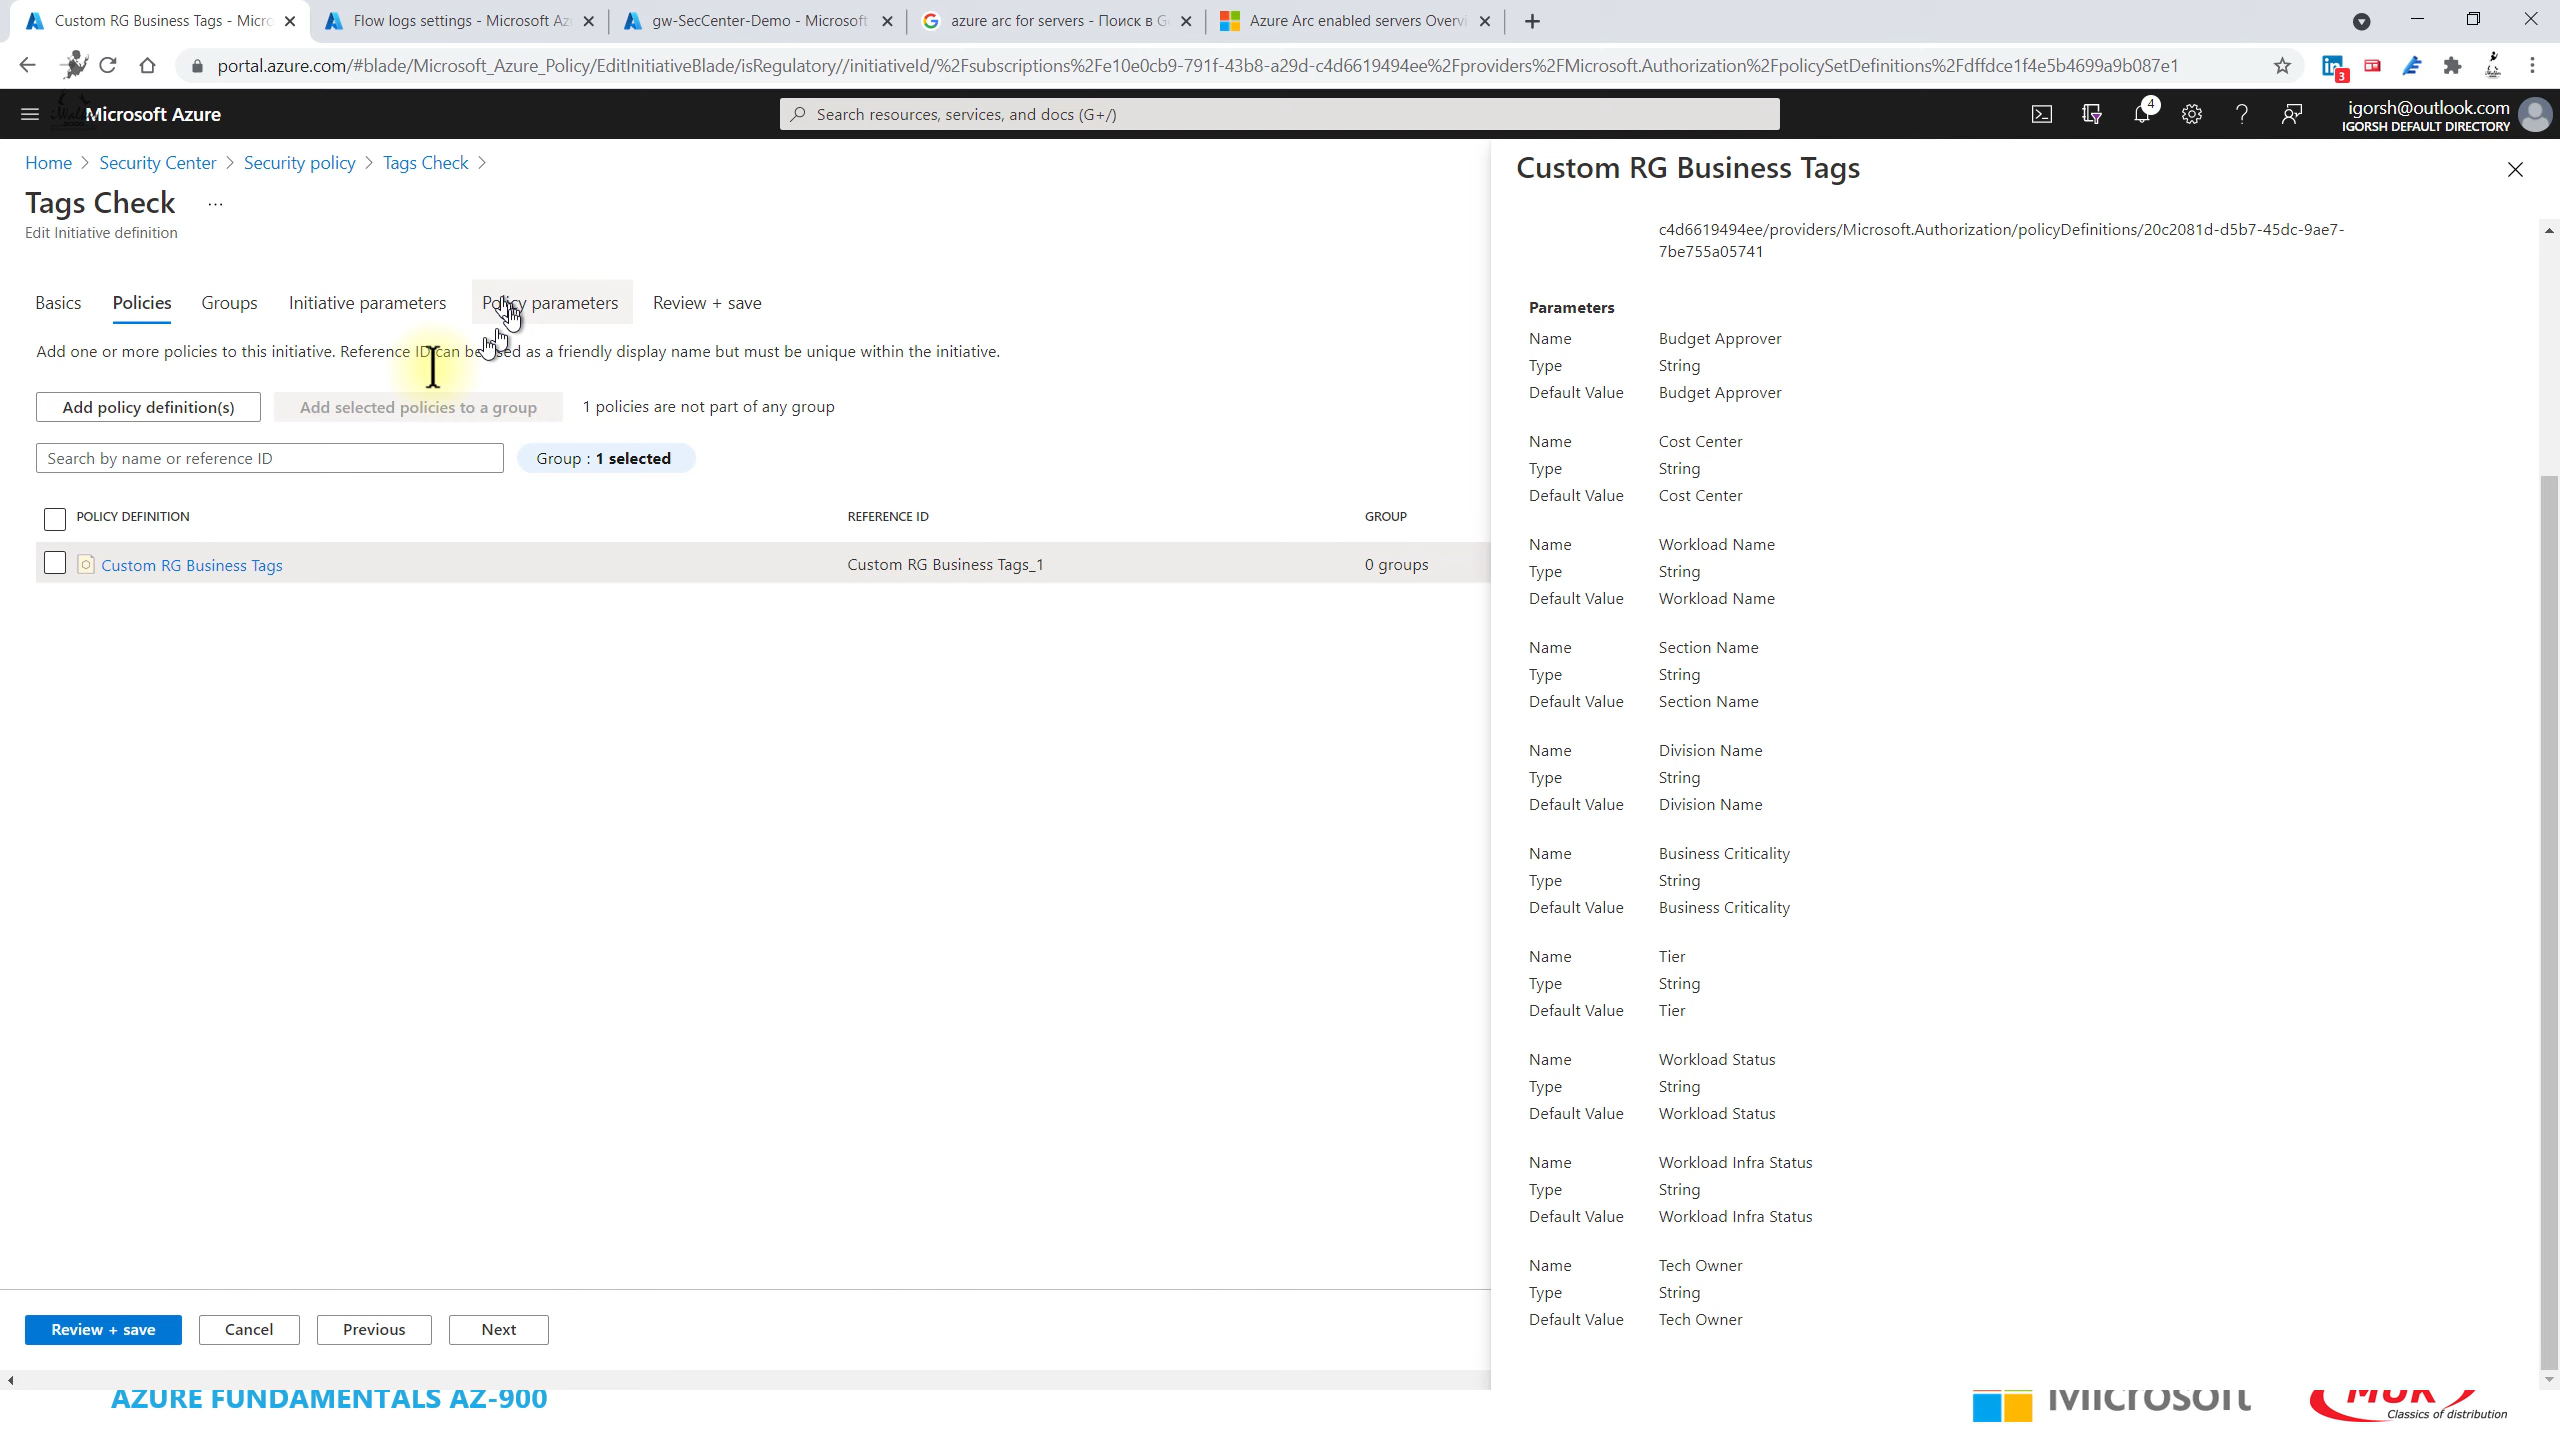 Custom RG Business Tags - Micro
Flow logs settings - Microsoft Az
gw-SecCenter-Demo - Microsoft
azure arc for servers - Поиск в G
Azure Arc enabled servers Overvi
portal.azure.com/#blade/Microsoft_Azure_Policy/EditInitiativeBlade/isRegulatory//initiativeId/%2Fsubscriptions%2Fe10e0cb9-791f-43b8-a29d-c4d6619494ee%2Fproviders%2FMicrosoft.Authorization%2FpolicySetDefinitions%2Fdffdce1f4e5b4699a9b087e1
3
Microsoft Azure
Search resources, services, and docs (G+/)
4
igorsh@outlook.com
IGORSH DEFAULT DIRECTORY
Home > Security Center > Security policy > Tags Check >
Tags Check ...
Edit Initiative definition
Basics Policies Groups Initiative parameters Policy parameters Review + save
Add one or more policies to this initiative. Reference ID can be used as a friendly display name but must be unique within the initiative.
Add policy definition(s) Add selected policies to a group 1 policies are not part of any group
Search by name or reference ID Group : 1 selected
POLICY DEFINITION REFERENCE ID GROUP
Custom RG Business Tags Custom RG Business Tags_1 0 groups
Review + save Cancel Previous Next
Custom RG Business Tags
c4d6619494ee/providers/Microsoft.Authorization/policyDefinitions/20c2081d-d5b7-45dc-9ae7-
7be755a05741
Parameters
Name Budget Approver
Type String
Default Value Budget Approver
Name Cost Center
Type String
Default Value Cost Center
Name Workload Name
Type String
Default Value Workload Name
Name Section Name
Type String
Default Value Section Name
Name Division Name
Type String
Default Value Division Name
Name Business Criticality
Type String
Default Value Business Criticality
Name Tier
Type String
Default Value Tier
Name Workload Status
Type String
Default Value Workload Status
Name Workload Infra Status
Type String
Default Value Workload Infra Status
Name Tech Owner
Type String
Default Value Tech Owner
AZURE FUNDAMENTALS AZ-900
Microsoft
MUK
Classics of distribution